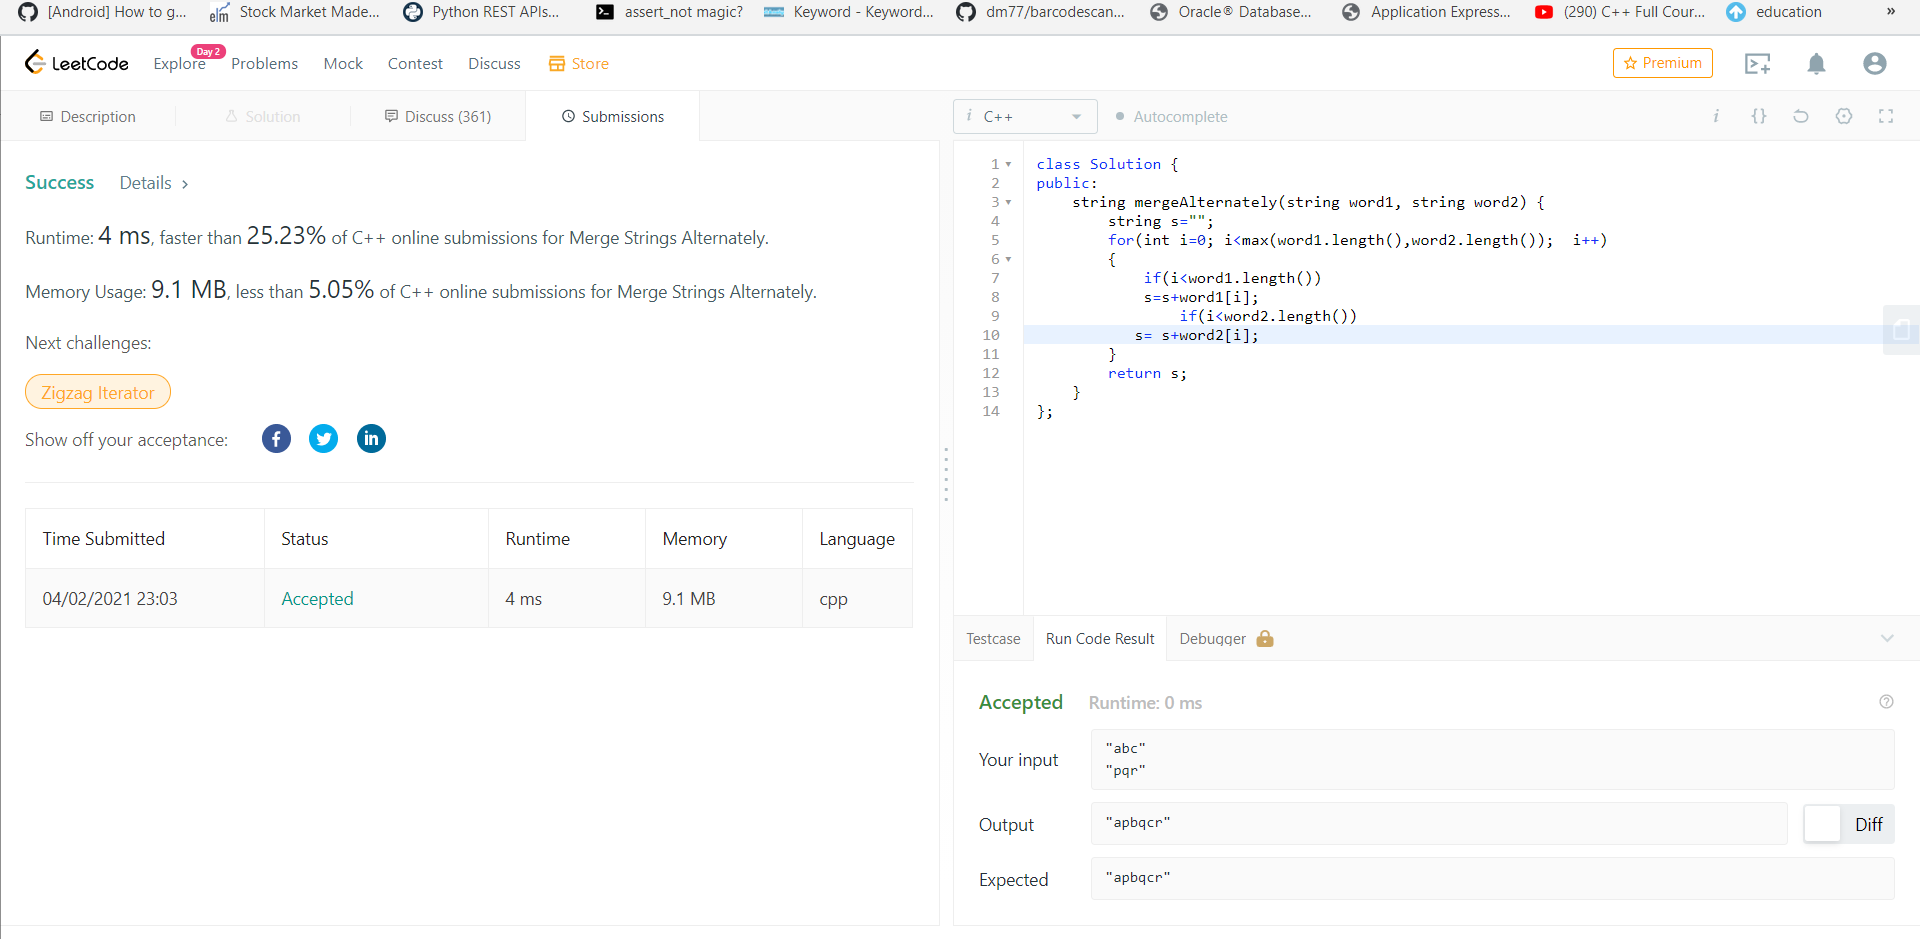 [Android] How to g... Stock Market Made... Python REST APIs... assert_not magic? Keyword - Keyword... dm77/barcodescan... Oracle® Database... Application Express... (290) C++ Full Cour... education »
LeetCode Explore Day 2 Problems Mock Contest Discuss Store Premium
Description Solution Discuss (361) Submissions
Success Details >
Runtime: 4 ms, faster than 25.23% of C++ online submissions for Merge Strings Alternately.
Memory Usage: 9.1 MB, less than 5.05% of C++ online submissions for Merge Strings Alternately.
Next challenges:
Zigzag Iterator
Show off your acceptance:
Time Submitted Status Runtime Memory Language
04/02/2021 23:03 Accepted 4 ms 9.1 MB cpp
i C++ Autocomplete i {}
1 class Solution {
2 public:
3     string mergeAlternately(string word1, string word2) {
4         string s="";
5         for(int i=0; i<max(word1.length(),word2.length());  i++)
6         {
7             if(i<word1.length())
8             s=s+word1[i];
9                 if(i<word2.length())
10            s= s+word2[i];
11        }
12        return s;
13    }
14 };
Testcase Run Code Result Debugger
Accepted Runtime: 0 ms
Your input
"abc"
"pqr"
Output "apbqcr" Diff
Expected "apbqcr"